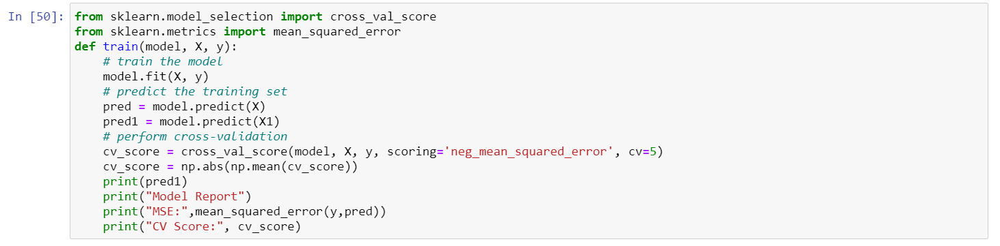 In [50]: from sklearn.model_selection import cross_val_score
from sklearn.metrics import mean_squared_error
def train(model, X, y):
    # train the model
    model.fit(X, y)
    # predict the training set
    pred = model.predict(X)
    pred1 = model.predict(X1)
    # perform cross-validation
    cv_score = cross_val_score(model, X, y, scoring='neg_mean_squared_error', cv=5)
    cv_score = np.abs(np.mean(cv_score))
    print(pred1)
    print("Model Report")
    print("MSE:",mean_squared_error(y,pred))
    print("CV Score:", cv_score)